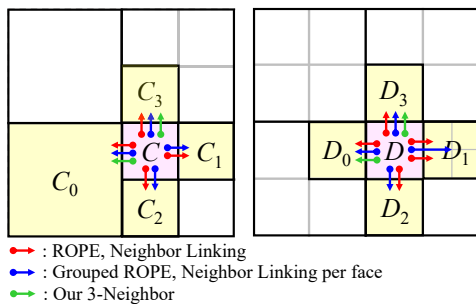 C₃ D₃
C C₁ D₀ D D₁
C₀
C₂ D₂
: ROPE, Neighbor Linking
: Grouped ROPE, Neighbor Linking per face
: Our 3-Neighbor